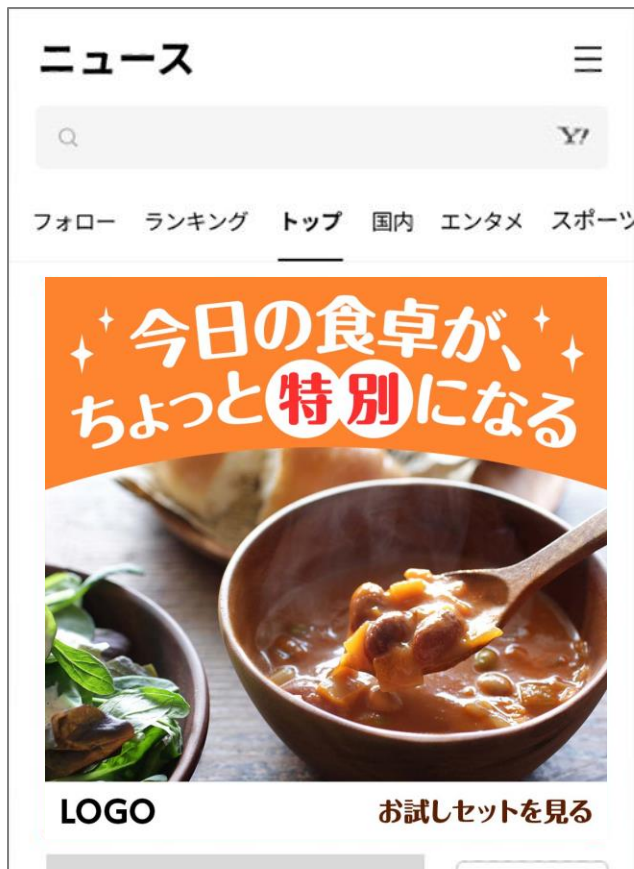 ニュース
Y!
フォロー ランキング トップ 国内 エンタメ スポーツ
今日の食卓が、
ちょっと特別になる
LOGO お試しセットを見る